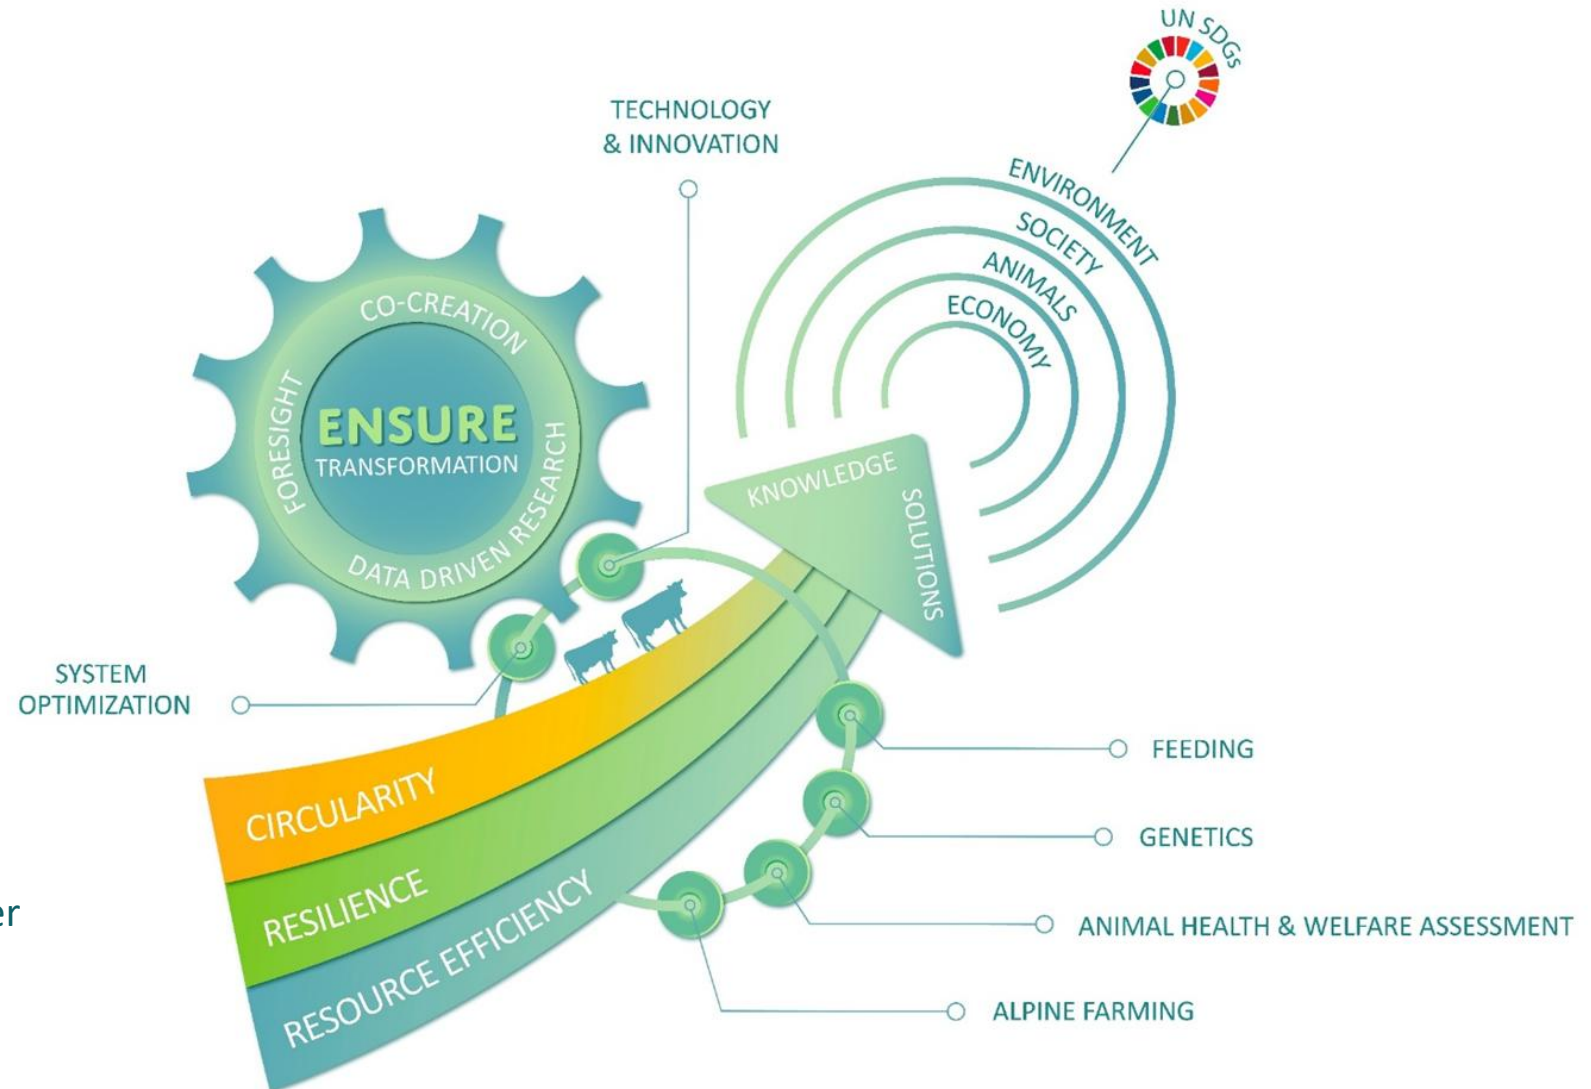 UN SDGs
TECHNOLOGY
& INNOVATION
ENVIRONMENT
SOCIETY
ANIMALS
ECONOMY
CO-CREATION
FORESIGHT
ENSURE
TRANSFORMATION
DATA DRIVEN RESEARCH
KNOWLEDGE
SOLUTIONS
SYSTEM
OPTIMIZATION
CIRCULARITY
RESILIENCE
RESOURCE EFFICIENCY
FEEDING
GENETICS
ANIMAL HEALTH & WELFARE ASSESSMENT
ALPINE FARMING
er